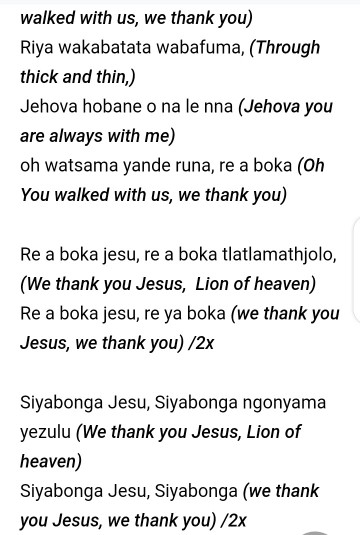 walked with us, we thank you)
Riya wakabatata wabafuma, (Through
thick and thin,)
Jehova hobane o na le nna (Jehova you
are always with me)
oh watsama yande runa, re a boka (Oh
You walked with us, we thank you)
Re a boka jesu, re a boka tlatlamathjolo,
(We thank you Jesus, Lion of heaven)
Re a boka jesu, re ya boka (we thank you
Jesus, we thank you) /2x
Siyabonga Jesu, Siyabonga ngonyama
yezulu (We thank you Jesus, Lion of
heaven)
Siyabonga Jesu, Siyabonga (we thank
you Jesus, we thank you) /2x